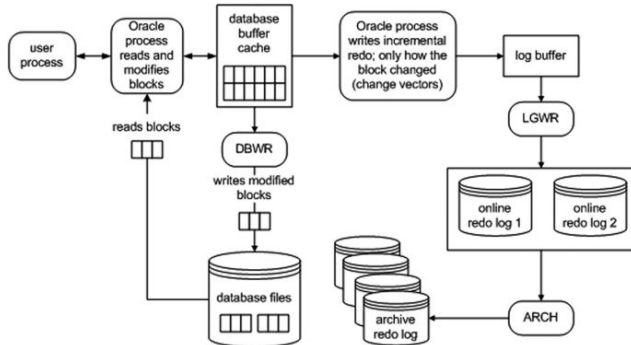 user
process
Oracle
process
reads and
modifies
blocks
database
buffer
cache
Oracle process
writes incremental
redo; only how the
block changed
(change vectors)
log buffer
reads blocks
DBWR
writes modified
blocks
database files
LGWR
online
redo log 1
online
redo log 2
ARCH
archive
redo log